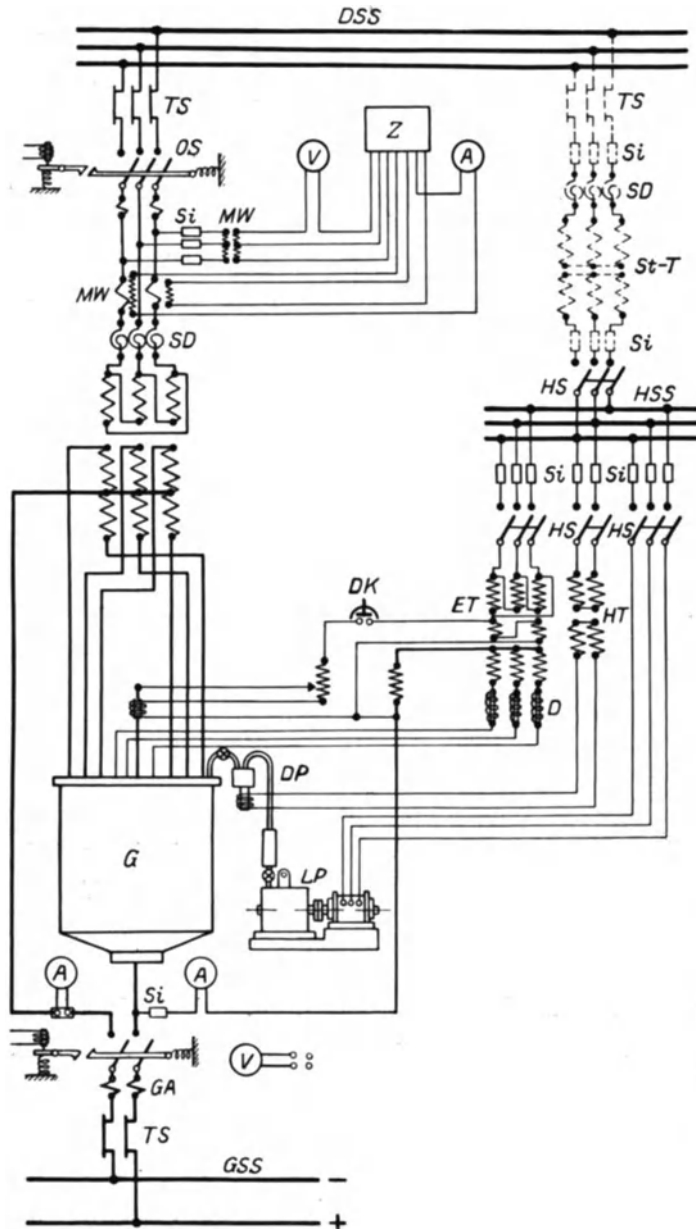 DSS
TS
TS
Z
OS
V
A
Si
Si
MW
SD
St-T
MW
SD
Si
HS
HSS
Si
Si
HS
HS
DK
ET
HT
D
DP
G
LP
A
Si
A
V
GA
TS
GSS
-
+